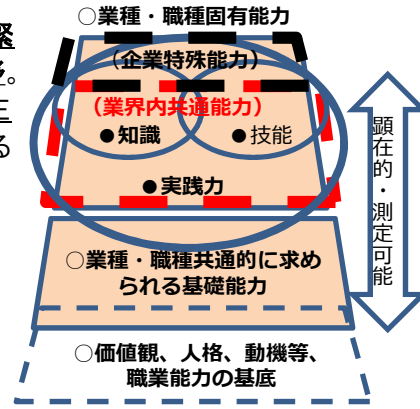 ○業種・職種固有能力
緊
(企業特殊能力)
。
(業界内共通能力)
る
●知識
●技能
●実践力
顕在的・測定可能
○業種・職種共通的に求め
られる基礎能力
○価値観、人格、動機等、
職業能力の基底